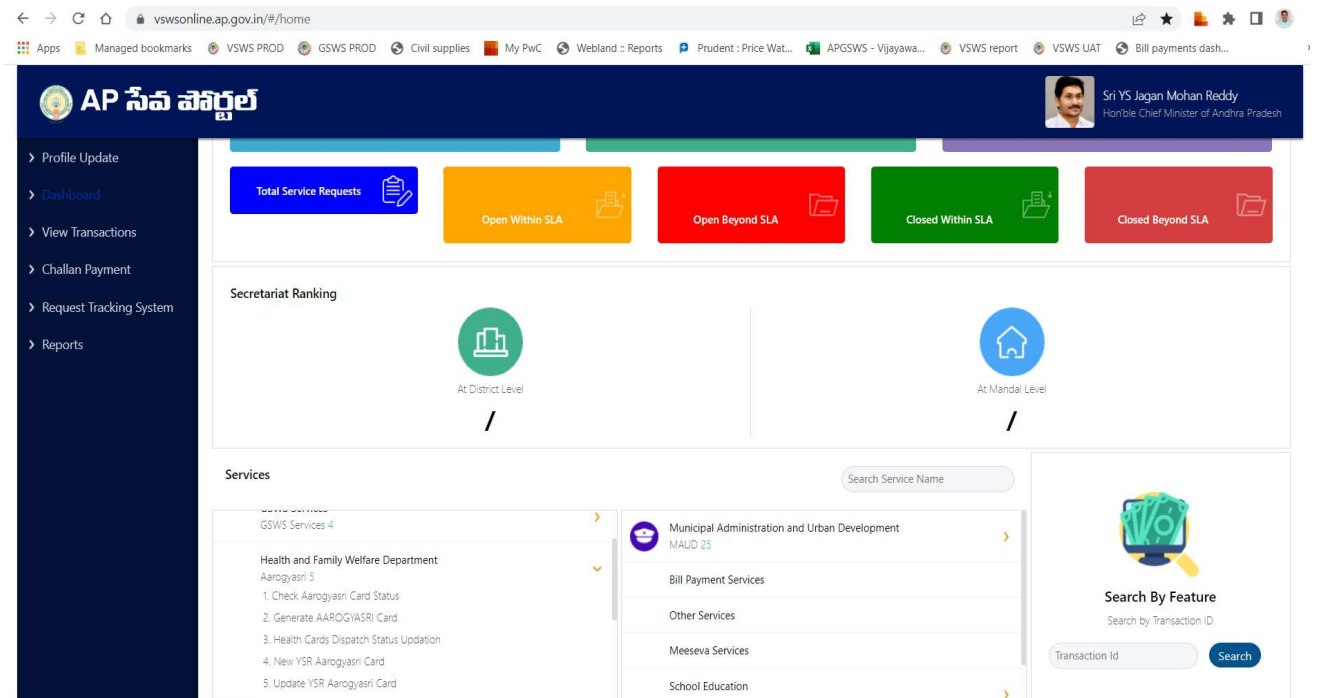 vswsonline.ap.gov.in/#/home
Apps Managed bookmarks VSWS PROD GSWS PROD Civil supplies My PwC Webland :: Reports Prudent : Price Wat... APGSWS - Vijayawa... VSWS report VSWS UAT Bill payments dash...
AP సేవ పోర్టల్
Sri YS Jagan Mohan Reddy
Hon'ble Chief Minister of Andhra Pradesh
Profile Update
Dashboard
View Transactions
Challan Payment
Request Tracking System
Reports
Total Service Requests
Open Within SLA
Open Beyond SLA
Closed Within SLA
Closed Beyond SLA
Secretariat Ranking
At District Level
/
At Mandal Level
/
Services
Search Service Name
GSWS Services
GSWS Services 4
Health and Family Welfare Department
Aarogyasri 5
1. Check Aarogyasri Card Status
2. Generate AAROGYASRI Card
3. Health Cards Dispatch Status Updation
4. New YSR Aarogyasri Card
5. Update YSR Aarogyasri Card
Municipal Administration and Urban Development
MAUD 25
Bill Payment Services
Other Services
Meeseva Services
School Education
Search By Feature
Search by Transaction ID
Transaction Id
Search